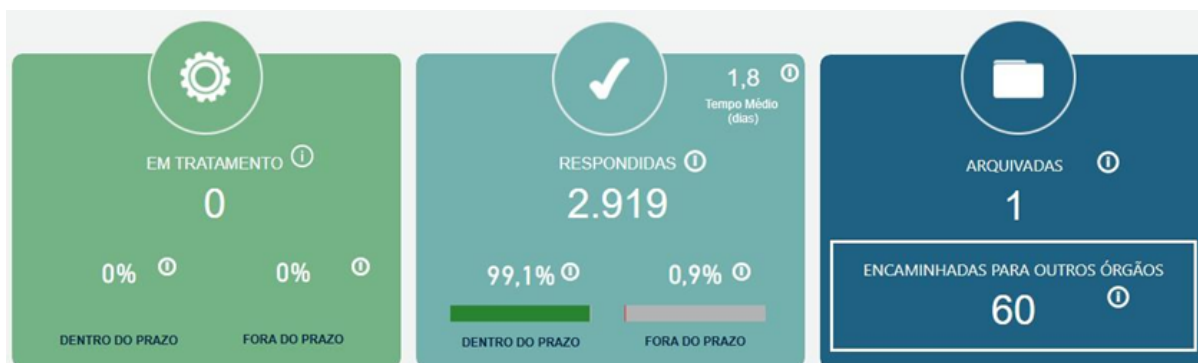 EM TRATAMENTO
0
0%
0%
DENTRO DO PRAZO
FORA DO PRAZO
1,8
Tempo Médio
(dias)
RESPONDIDAS
2.919
99,1%
0,9%
DENTRO DO PRAZO
FORA DO PRAZO
ARQUIVADAS
1
ENCAMINHADAS PARA OUTROS ÓRGÃOS
60